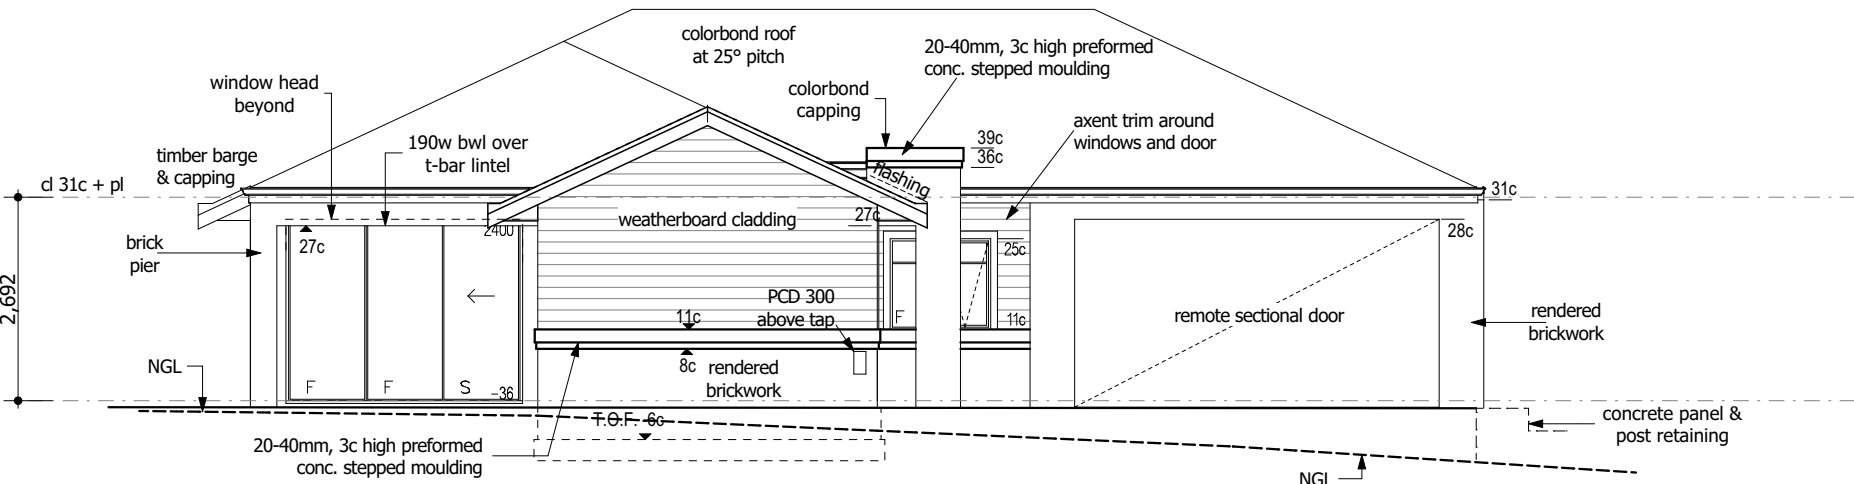 colorbond roof
at 25° pitch
20-40mm, 3c high preformed
conc. stepped moulding
window head
beyond
colorbond
capping
axent trim around
windows and door
190w bwl over
t-bar lintel
39c
36c
timber barge
& capping
flashing
cl 31c + pl
31c
weatherboard cladding
27c
2400
28c
brick
pier
27c
25c
2,692
PCD 300
above tap
11c
F
11c
remote sectional door
rendered
brickwork
NGL
8c
rendered
brickwork
F
F
S
-36
T.O.F. -6c
concrete panel &
post retaining
20-40mm, 3c high preformed
conc. stepped moulding
NGL